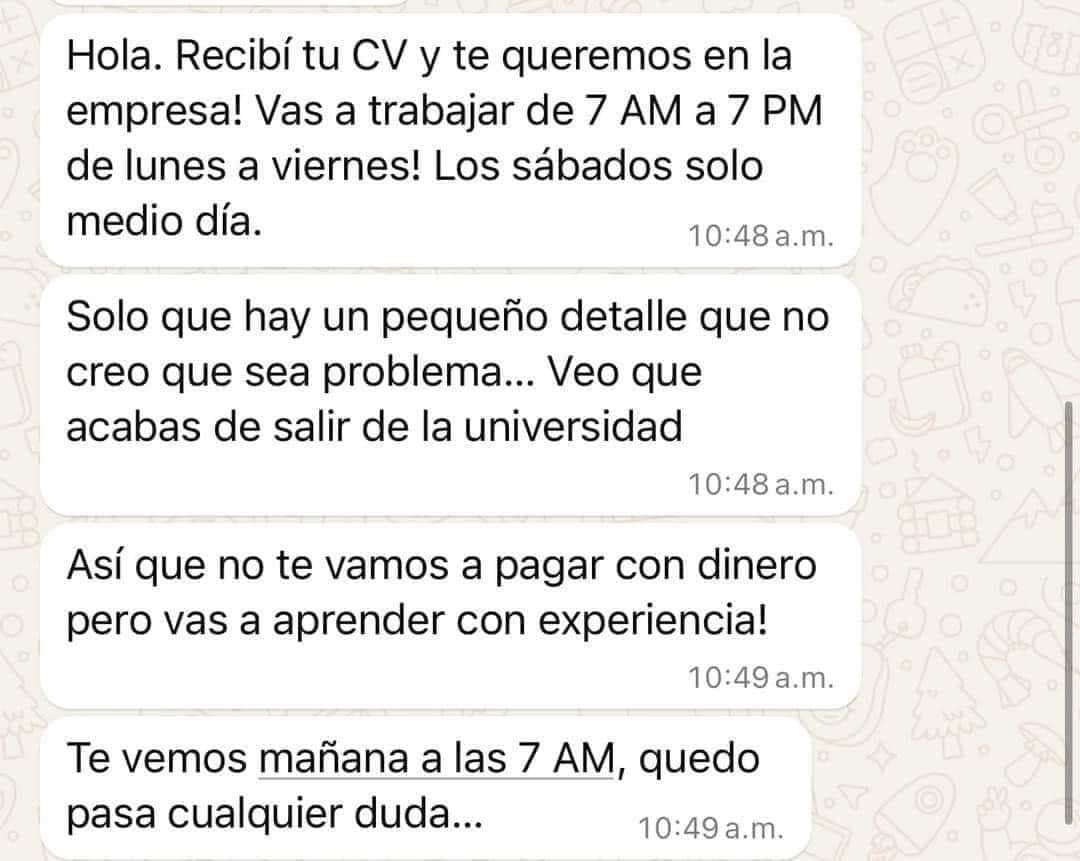 Hola. Recibí tu CV y te queremos en la
empresa! Vas a trabajar de 7 AM a 7 PM
de lunes a viernes! Los sábados solo
medio día.
10:48 a.m.
Solo que hay un pequeño detalle que no
creo que sea problema... Veo que
acabas de salir de la universidad
10:48 a.m.
Así que no te vamos a pagar con dinero
pero vas a aprender con experiencia!
10:49 a.m.
Te vemos mañana a las 7 AM, quedo
pasa cualquier duda...
10:49 a.m.